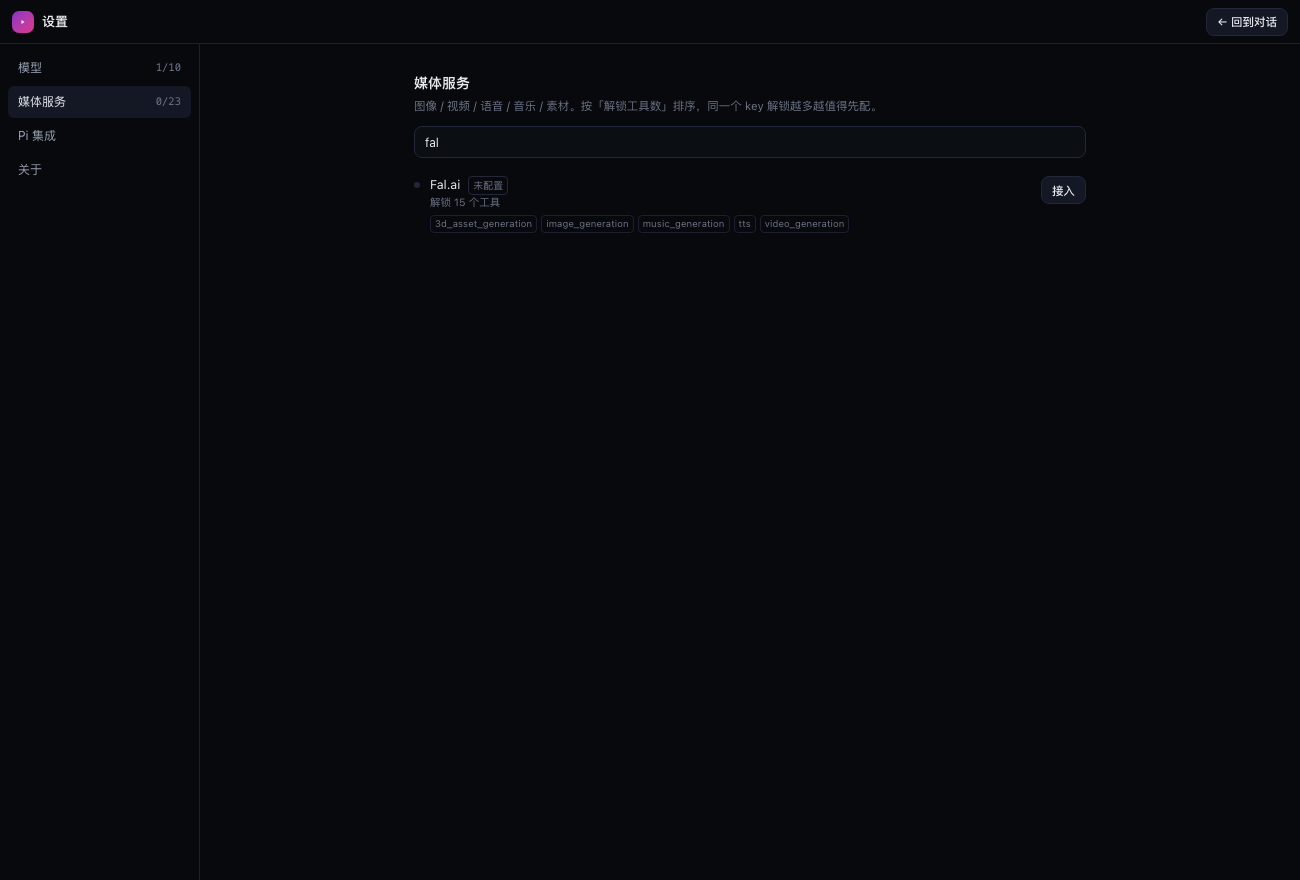 设置
← 回到对话
模型 1/10
媒体服务 0/23
Pi 集成
关于
媒体服务
图像 / 视频 / 语音 / 音乐 / 素材。按「解锁工具数」排序，同一个 key 解锁越多越值得先配。
fal
Fal.ai 未配置
接入
解锁 15 个工具
3d_asset_generation image_generation music_generation tts video_generation